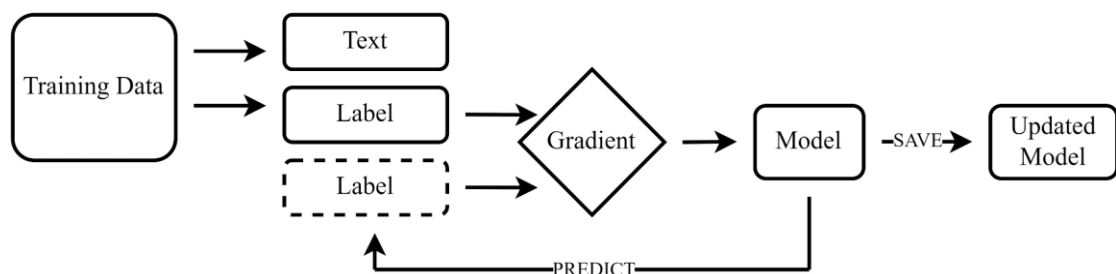 Training Data
Text
Label
Label
Gradient
Model
SAVE
Updated
Model
PREDICT